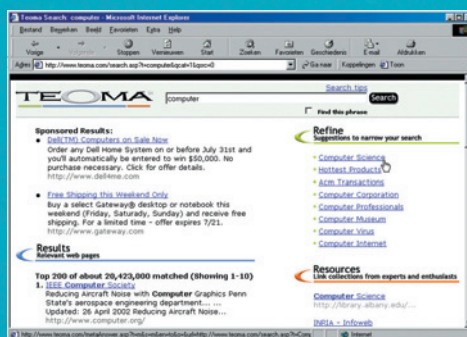 Teoma Search: computer - Microsoft Internet Explorer
Bestand Bewerken Beeld Favorieten Extra Help
Vorige Stoppen Vernieuwen Start Zoeken Favorieten Geschiedenis E-mail Afdrukken
Adres http://www.teoma.com/search.asp?t=computer&qcat=1&qsrc=0 Ga naar Koppelingen Toon
TEOMA computer Search tips Search
Find this phrase
Sponsored Results:
Dell(TM) Computers on Sale Now
Order any Dell Home System on or before July 31st and
you'll automatically be entered to win $50,000. No
purchase necessary. Click for offer details.
http://www.dell4me.com
Free Shipping this Weekend Only
Buy a select Gateway® desktop or notebook this
weekend (Friday, Saturady, Sunday) and receive free
shipping. For a limited time - offer expires 7/21.
http://www.gateway.com
Results
Relevant web pages
Top 200 of about 20,423,000 matched (Showing 1-10)
1. IEEE Computer Society
Reducing Aircraft Noise with Computer Graphics Penn
State's aerospace engineering department... ...
Updated: 26 April 2002 Reducing Aircraft...
http://www.computer.org/
Refine
Suggestions to narrow your search
Computer Science
Hottest Products
Acm Transactions
Computer Corporation
Computer Professionals
Computer Museum
Computer Virus
Computer Internet
Resources
Link collections from experts and enthusiasts
Computer Science
http://library.albany.edu/...
INRIA - Infoweb
Internet